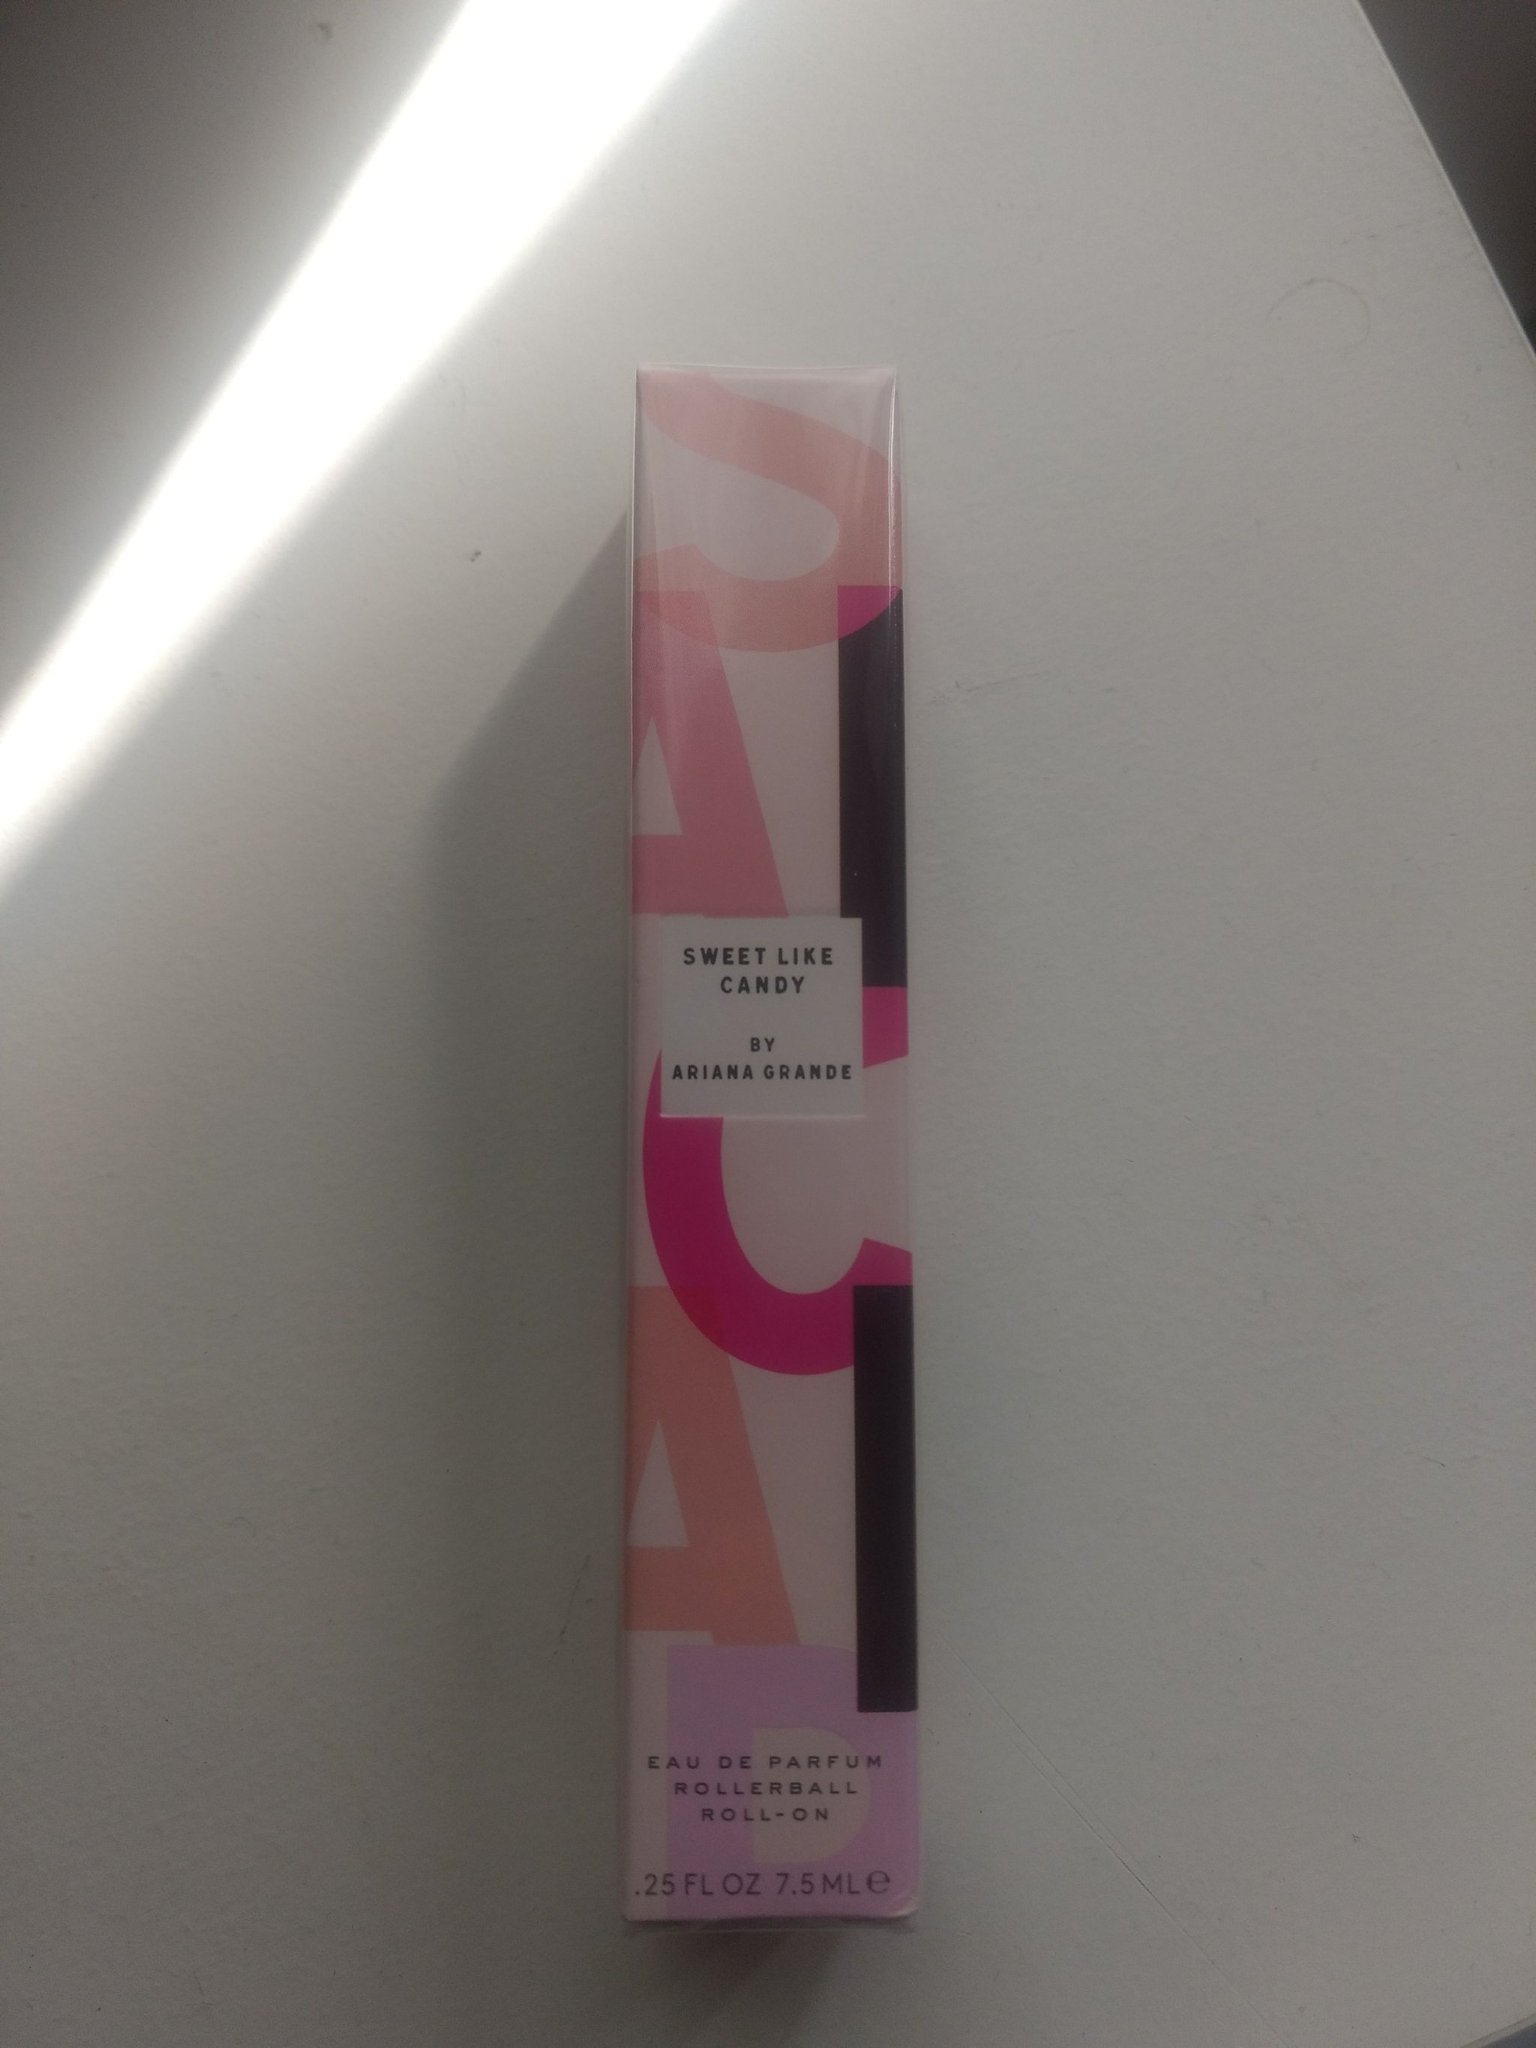 SWEET LIKE
CANDY
BY
ARIANA GRANDE
EAU DE PARFUM
ROLLERBALL
ROLL-ON
.25 FL OZ 7.5 ML e